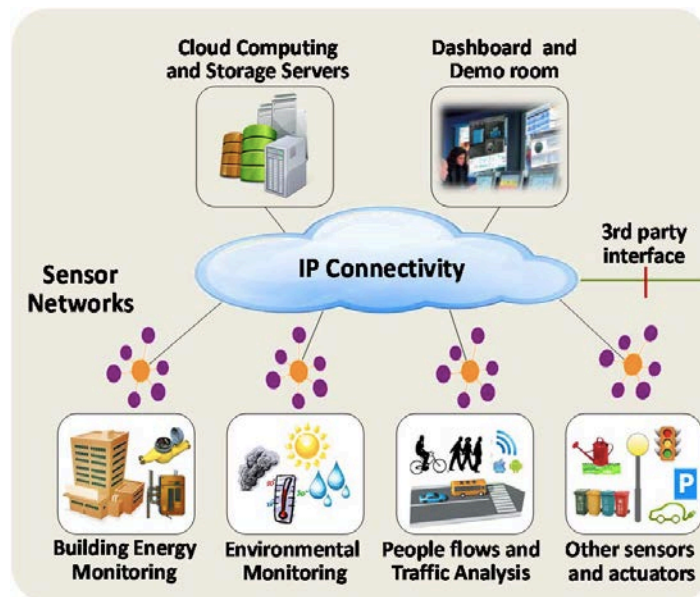 Cloud Computing
and Storage Servers
Dashboard and
Demo room
IP Connectivity
3rd party
interface
Sensor
Networks
P
Building Energy
Monitoring
Environmental
Monitoring
People flows and
Traffic Analysis
Other sensors
and actuators